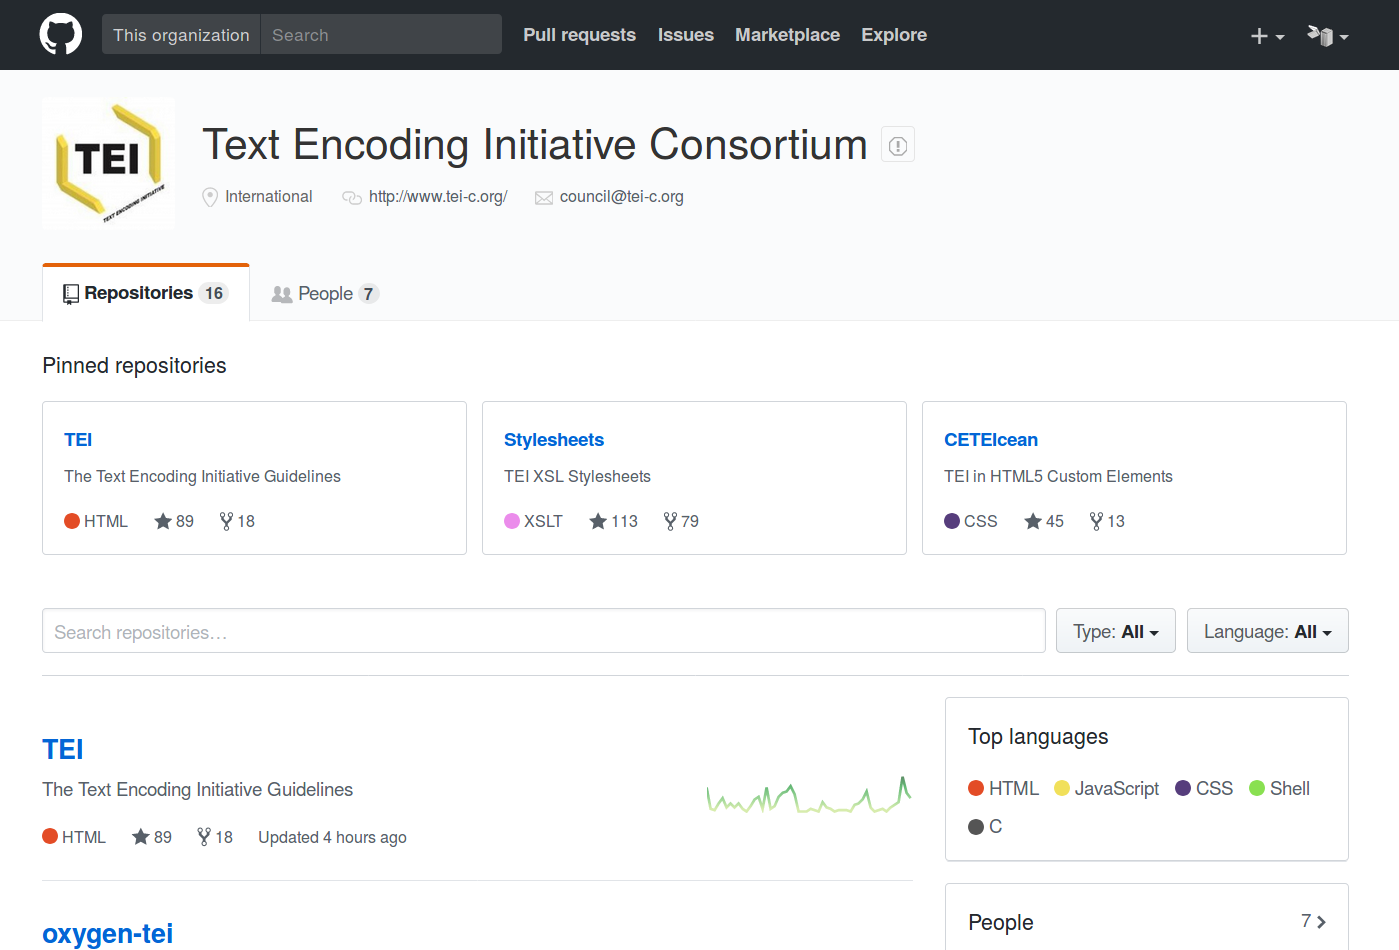 This organization Search Pull requests Issues Marketplace Explore
TEI
TEXT ENCODING INITIATIVE
Text Encoding Initiative Consortium
International http://www.tei-c.org/ council@tei-c.org
Repositories 16 People 7
Pinned repositories
TEI
The Text Encoding Initiative Guidelines
HTML 89 18
Stylesheets
TEI XSL Stylesheets
XSLT 113 79
CETEIcean
TEI in HTML5 Custom Elements
CSS 45 13
Search repositories… Type: All Language: All
TEI
The Text Encoding Initiative Guidelines
HTML 89 18 Updated 4 hours ago
oxygen-tei
Top languages
HTML JavaScript CSS Shell
C
People 7